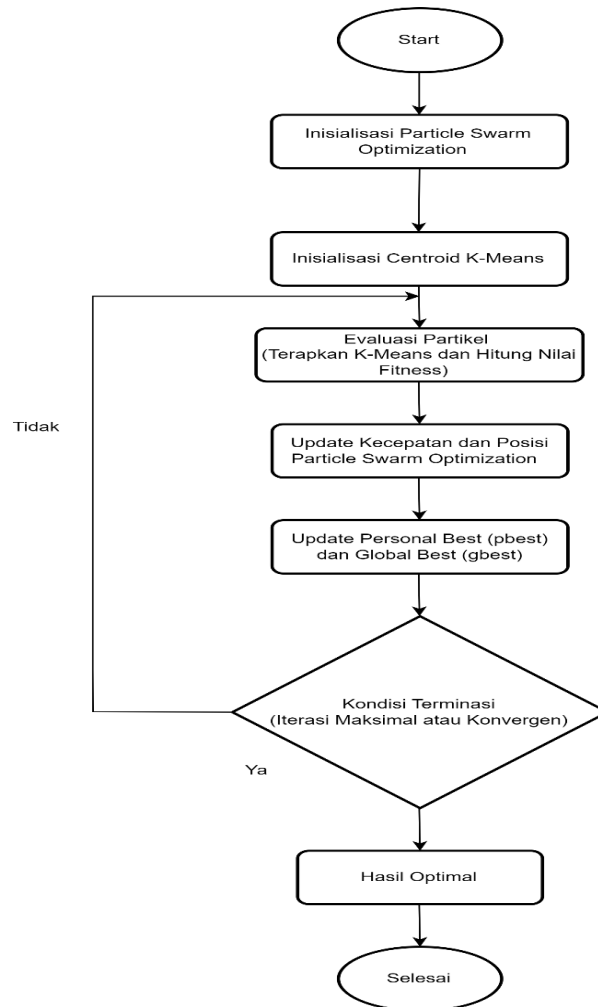 Start
Inisialisasi Particle Swarm
Optimization
Inisialisasi Centroid K-Means
Evaluasi Partikel
(Terapkan K-Means dan Hitung Nilai
Fitness)
Tidak
Update Kecepatan dan Posisi
Particle Swarm Optimization
Update Personal Best (pbest)
dan Global Best (gbest)
Kondisi Terminasi
(Iterasi Maksimal atau Konvergen)
Ya
Hasil Optimal
Selesai